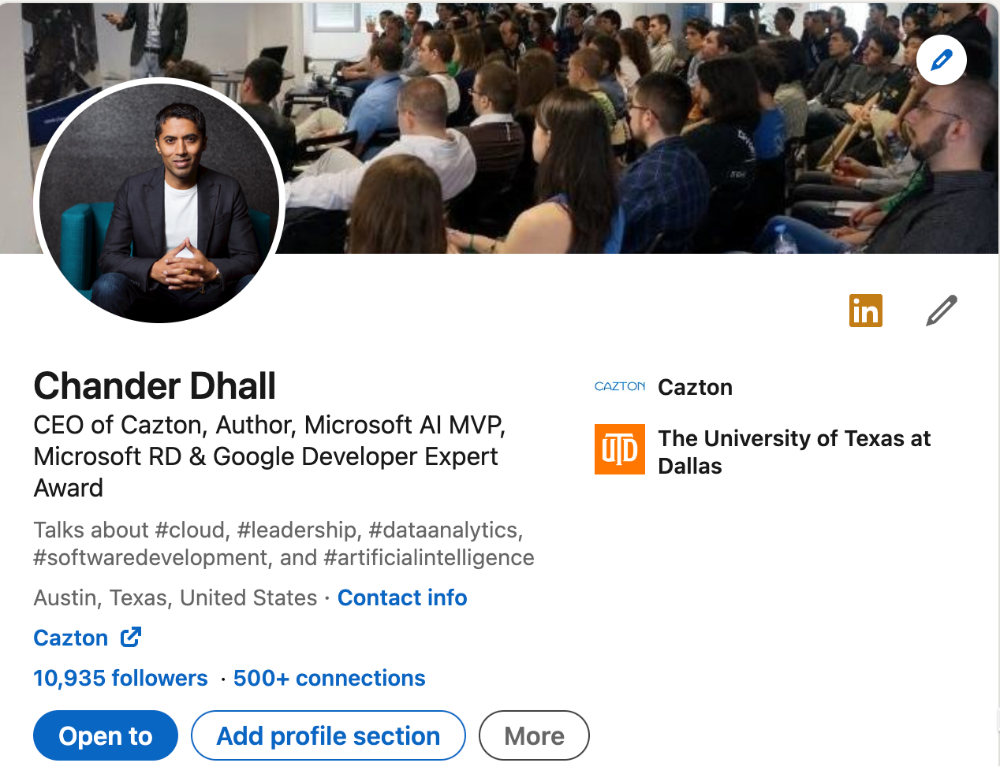 in
Chander Dhall
CEO of Cazton, Author, Microsoft AI MVP,
Microsoft RD & Google Developer Expert
Award
Talks about #cloud, #leadership, #dataanalytics,
#softwaredevelopment, and #artificialintelligence
Austin, Texas, United States · Contact info
Cazton
10,935 followers · 500+ connections
Open to
Add profile section
More
CAZTON
Cazton
UTD
The University of Texas at
Dallas